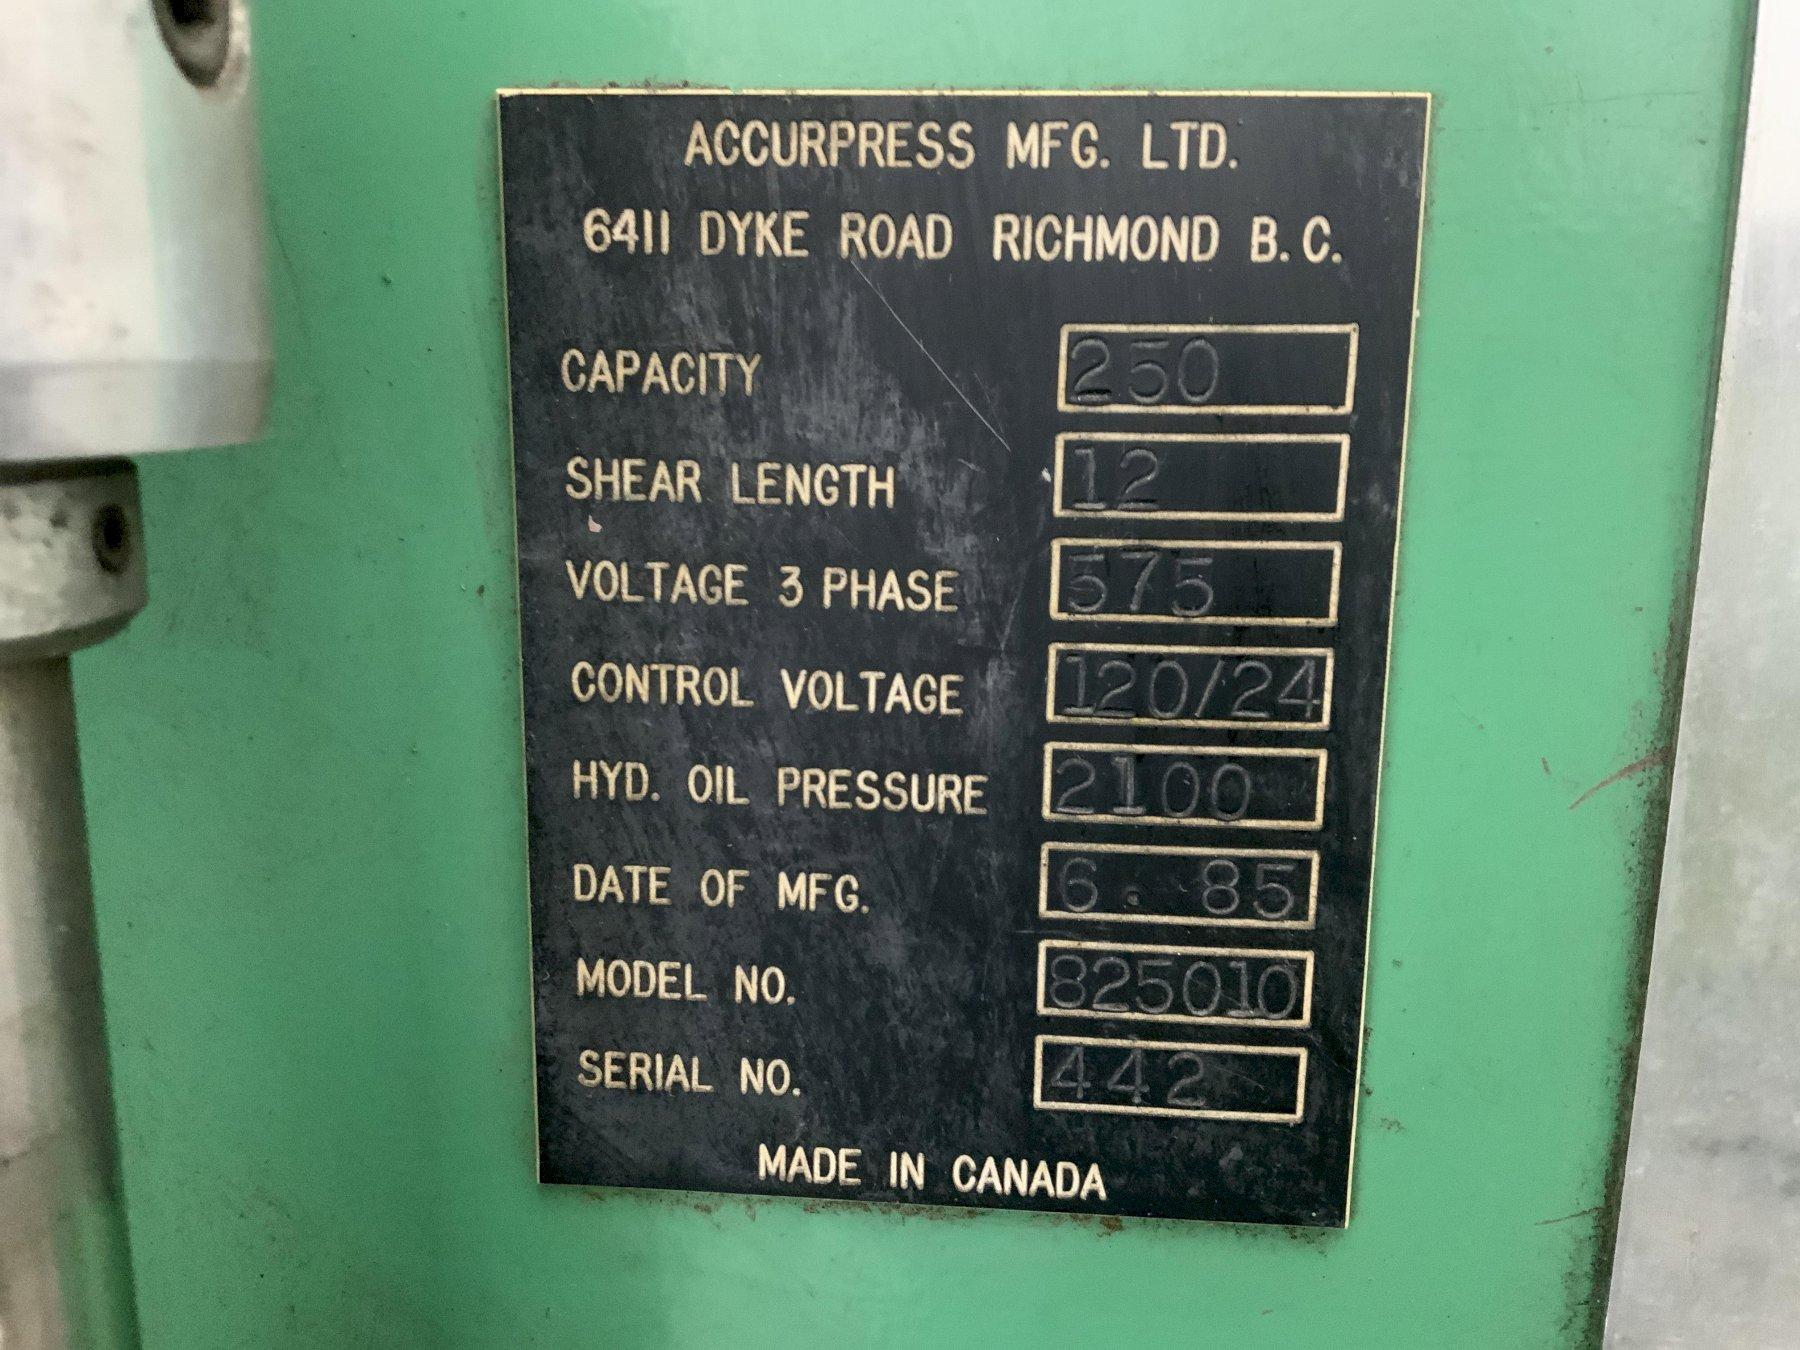 ACCURPRESS MFG. LTD.
6411 DYKE ROAD RICHMOND B.C.
CAPACITY 250
SHEAR LENGTH 12
VOLTAGE 3 PHASE 575
CONTROL VOLTAGE 120/24
HYD. OIL PRESSURE 2100
DATE OF MFG. 6. 85
MODEL NO. 825010
SERIAL NO. 442
MADE IN CANADA